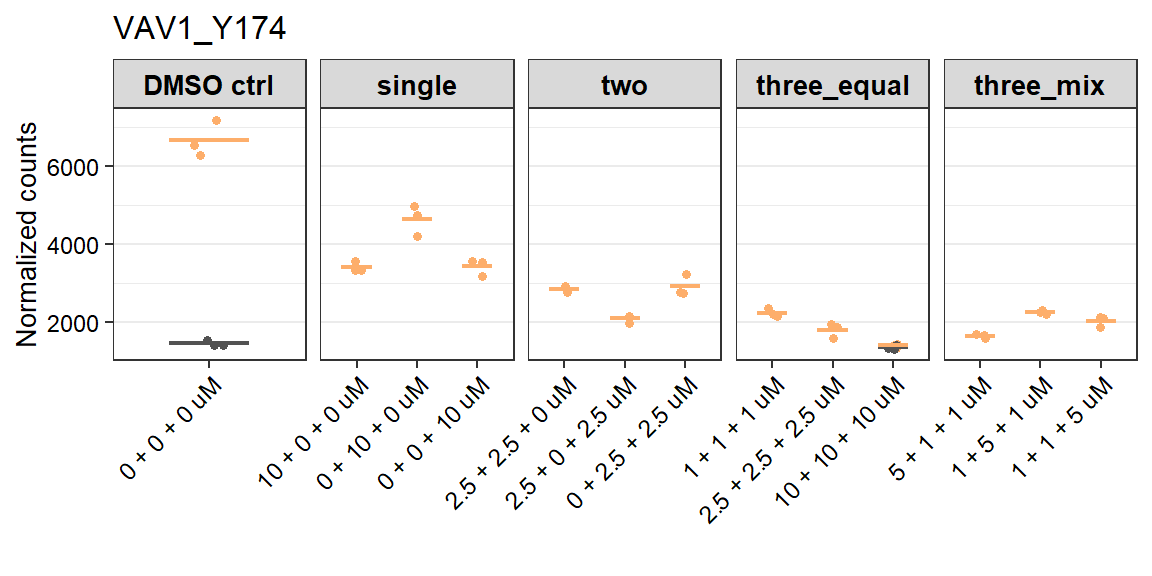 VAV1_Y174
DMSO ctrl
single
two
three_equal
three_mix
Normalized counts
6000
4000
2000
0 + 0 + 0 uM
10 + 0 + 0 uM
0 + 10 + 0 uM
0 + 0 + 10 uM
2.5 + 2.5 + 0 uM
2.5 + 0 + 2.5 uM
0 + 2.5 + 2.5 uM
1 + 1 + 1 uM
2.5 + 2.5 + 2.5 uM
10 + 10 + 10 uM
5 + 1 + 1 uM
1 + 5 + 1 uM
1 + 1 + 5 uM